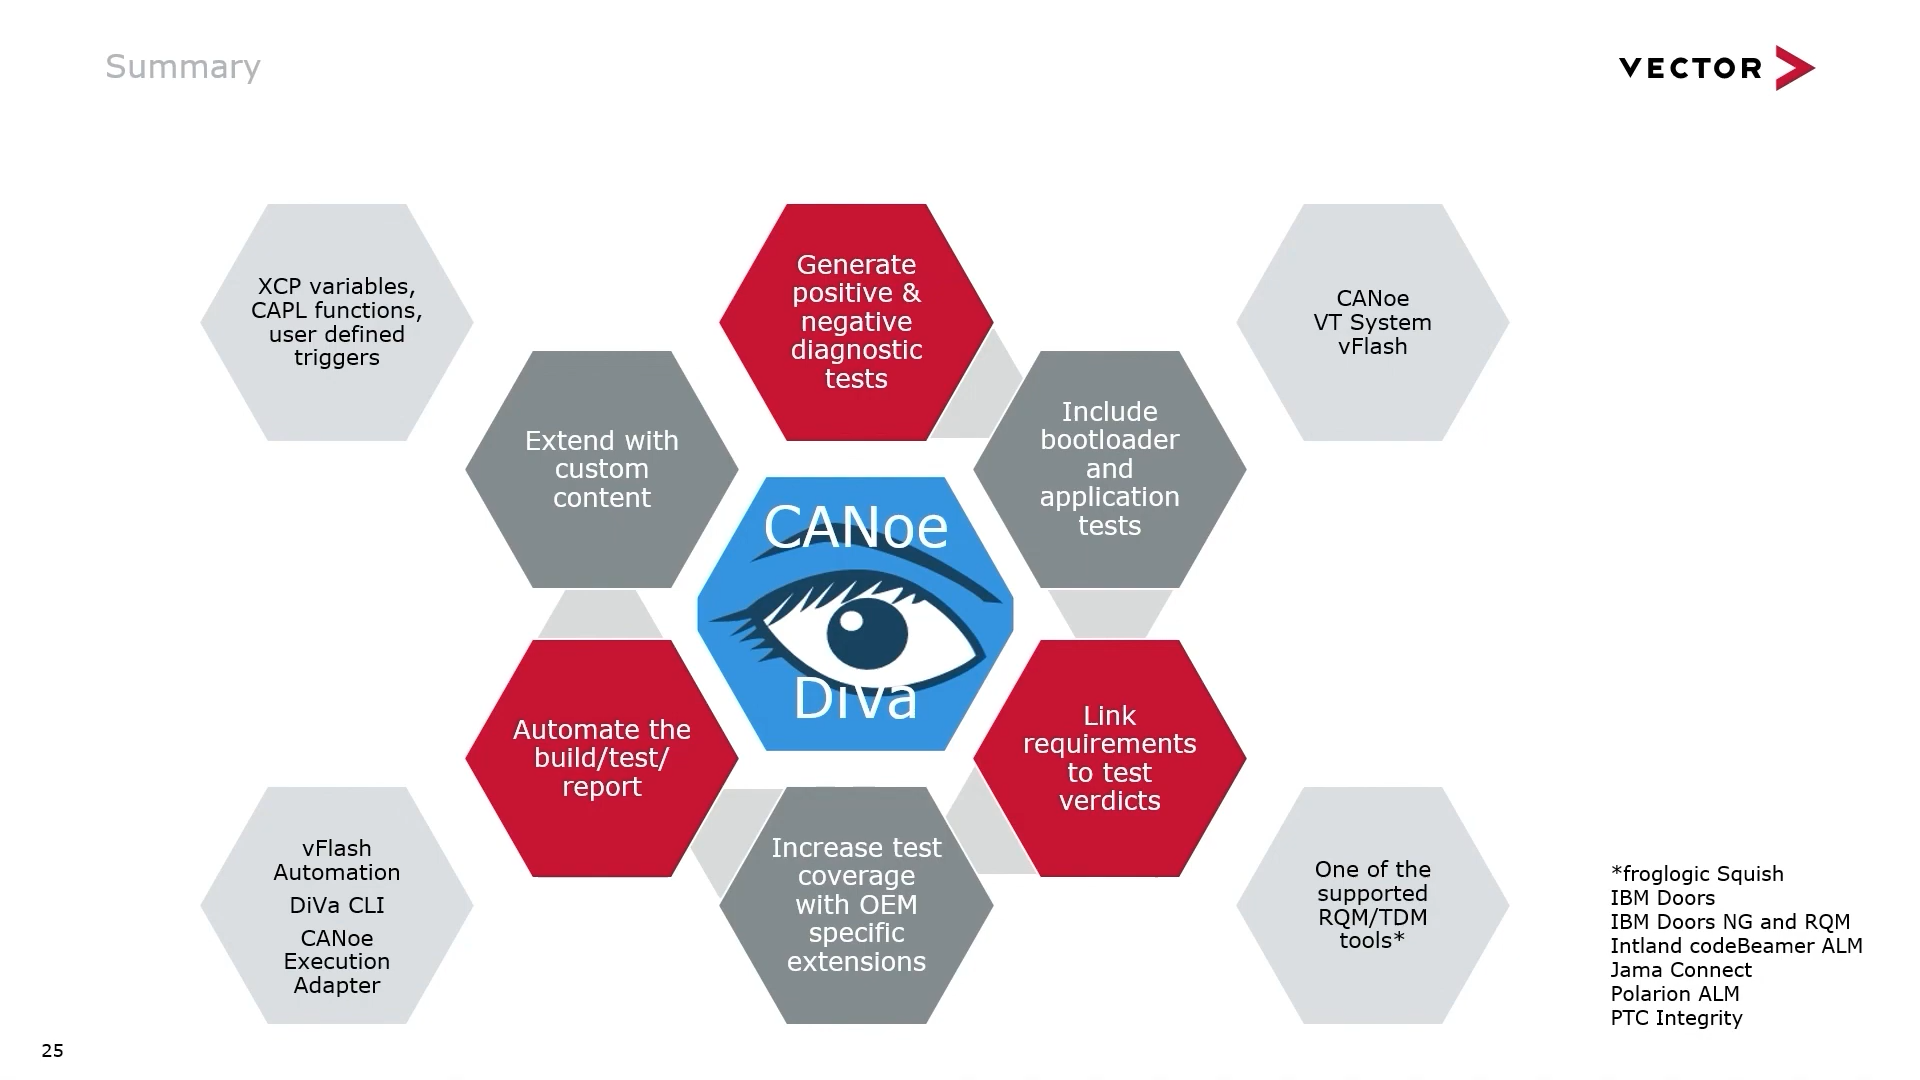 Summary
VECTOR
XCP variables,
CAPL functions,
user defined
triggers
Generate
positive &
negative
diagnostic
tests
CANoe
VT System
vFlash
Extend with
custom
content
Include
bootloader
and
application
tests
CANoe
DiVa
Automate the
build/test/
report
Link
requirements
to test
verdicts
vFlash
Automation
DiVa CLI
CANoe
Execution
Adapter
Increase test
coverage
with OEM
specific
extensions
One of the
supported
RQM/TDM
tools*
*froglogic Squish
IBM Doors
IBM Doors NG and RQM
Intland codeBeamer ALM
Jama Connect
Polarion ALM
PTC Integrity
25